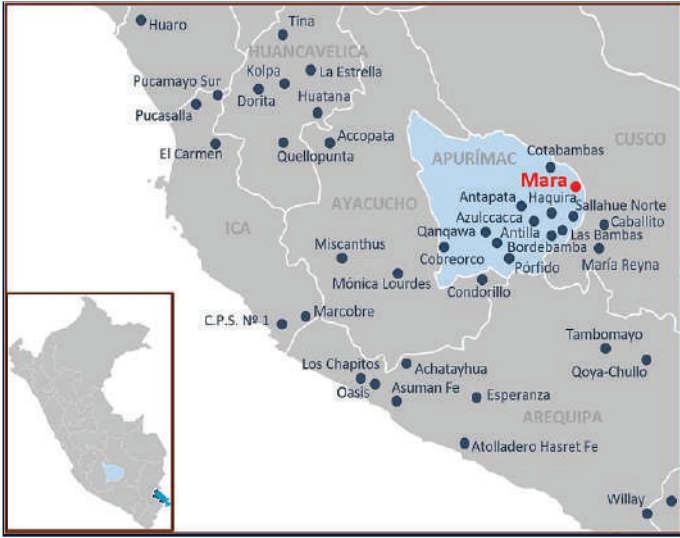 Huaro
Tina
HUANCAVELICA
Kolpa
La Estrella
Pucamayo Sur
Dorita
Huatana
Pucasalla
El Carmen
Quellopunta
Accopata
CUSCO
Cotabambas
APURÍMAC
Mara
Antapata
Haquira
Sallahue Norte
AYACUCHO
Azulccacca
Caballito
ICA
Qanqawa
Antilla
Las Bambas
Miscanthus
Bordebamba
Cobreorco
Pórfido
María Reyna
Mónica Lourdes
Condorillo
C.P.S. Nº 1
Marcobre
Tambomayo
Los Chapitos
Achatayhua
Qoya-Chullo
Oasis
Asuman Fe
Esperanza
AREQUIPA
Atolladero Hasret Fe
Willay